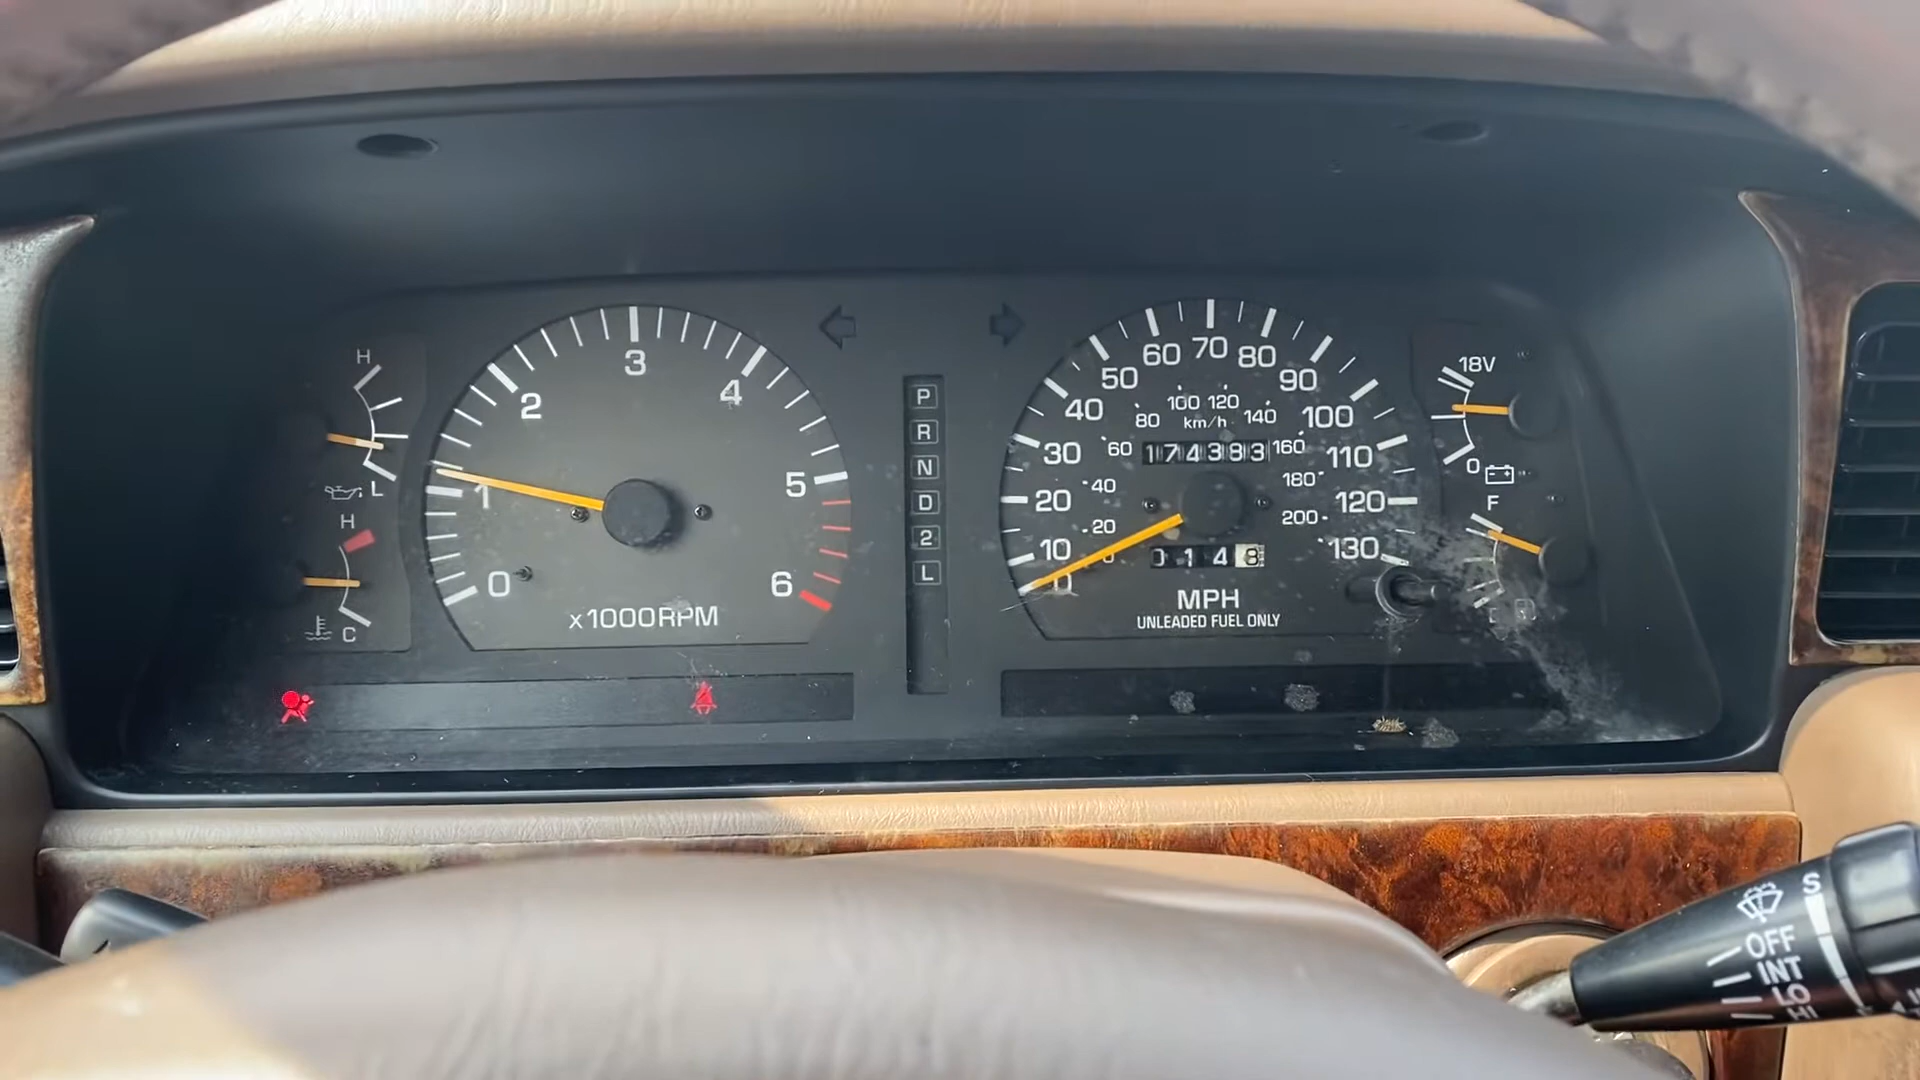 H
L
H
C
0
1
2
3
4
5
6
x1000RPM
P
R
N
D
2
L
0
10
20
30
40
50
60
70
80
90
100
110
120
130
20
40
60
80
100
120
140
160
180
200
km/h
174383
0148
MPH
UNLEADED FUEL ONLY
18V
0
F
S
OFF
INT
LO
HI